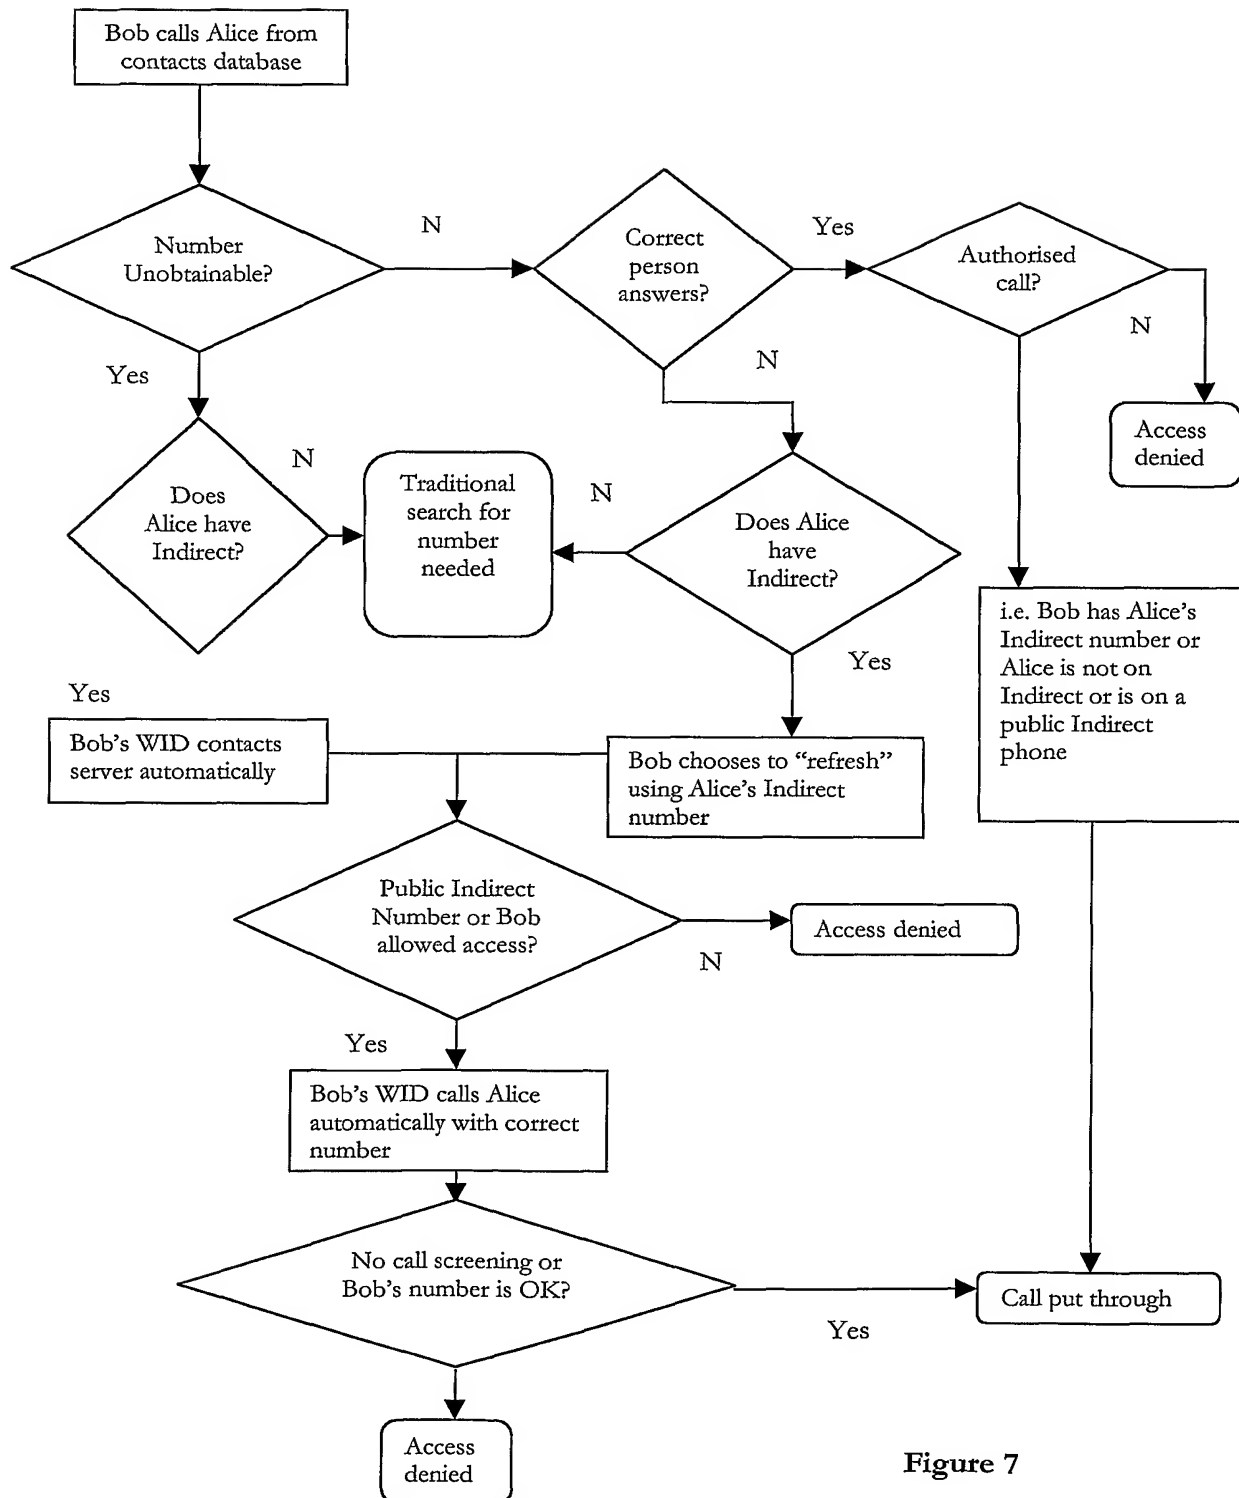 Bob calls Alice from
contacts database
Number
Unobtainable?
N
Correct
person
answers?
Yes
Authorised
call?
N
Access
denied
Yes
N
Does
Alice have
Indirect?
N
Traditional
search for
number
needed
N
Does Alice
have
Indirect?
i.e. Bob has Alice's
Indirect number or
Alice is not on
Indirect or is on a
public Indirect
phone
Yes
Yes
Bob's WID contacts
server automatically
Bob chooses to “refresh”
using Alice's Indirect
number
Public Indirect
Number or Bob
allowed access?
N
Access denied
Yes
Bob's WID calls Alice
automatically with correct
number
No call screening or
Bob's number is OK?
Yes
Call put through
Access
denied
Figure 7